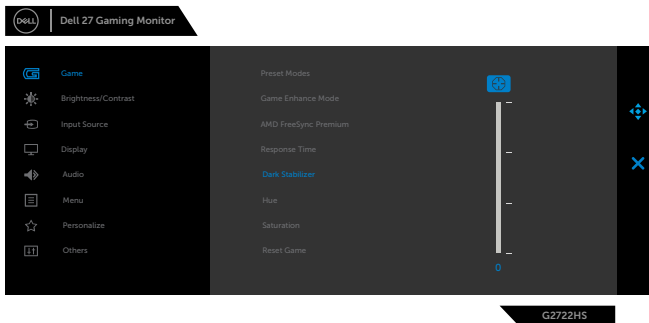 DELL Dell 27 Gaming Monitor
Game
Brightness/Contrast
Input Source
Display
Audio
Menu
Personalize
Others
Preset Modes
Game Enhance Mode
AMD FreeSync Premium
Response Time
Dark Stabilizer
Hue
Saturation
Reset Game
0
G2722HS